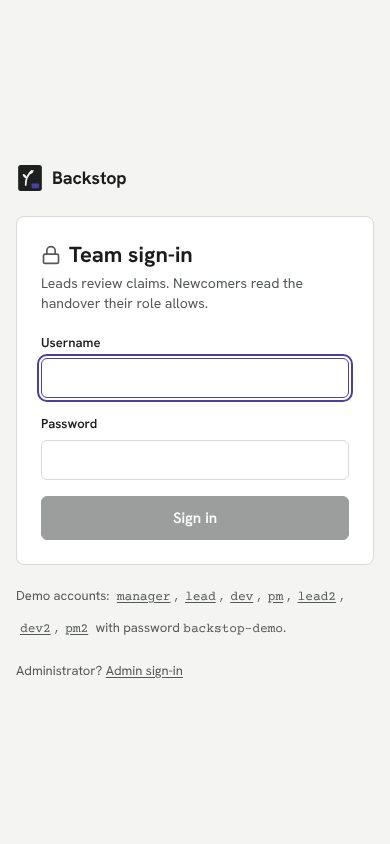 Backstop
Team sign-in
Leads review claims. Newcomers read the
handover their role allows.
Username
Password
Sign in
Demo accounts: manager, lead, dev, pm, lead2,
dev2, pm2 with password backstop-demo.
Administrator? Admin sign-in